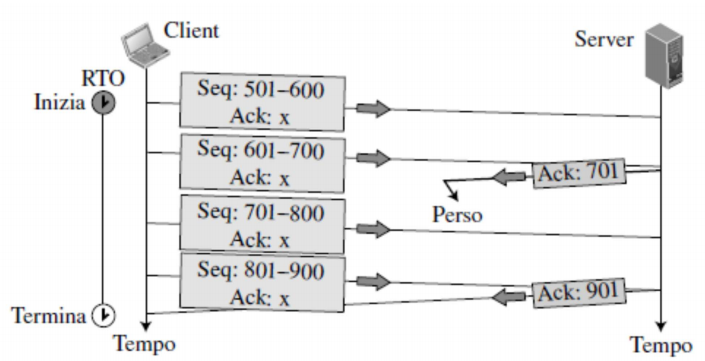 Client
Server
RTO
Inizia
Seq: 501–600
Ack: x
Seq: 601–700
Ack: x
Ack: 701
Perso
Seq: 701–800
Ack: x
Seq: 801–900
Ack: x
Ack: 901
Termina
Tempo
Tempo